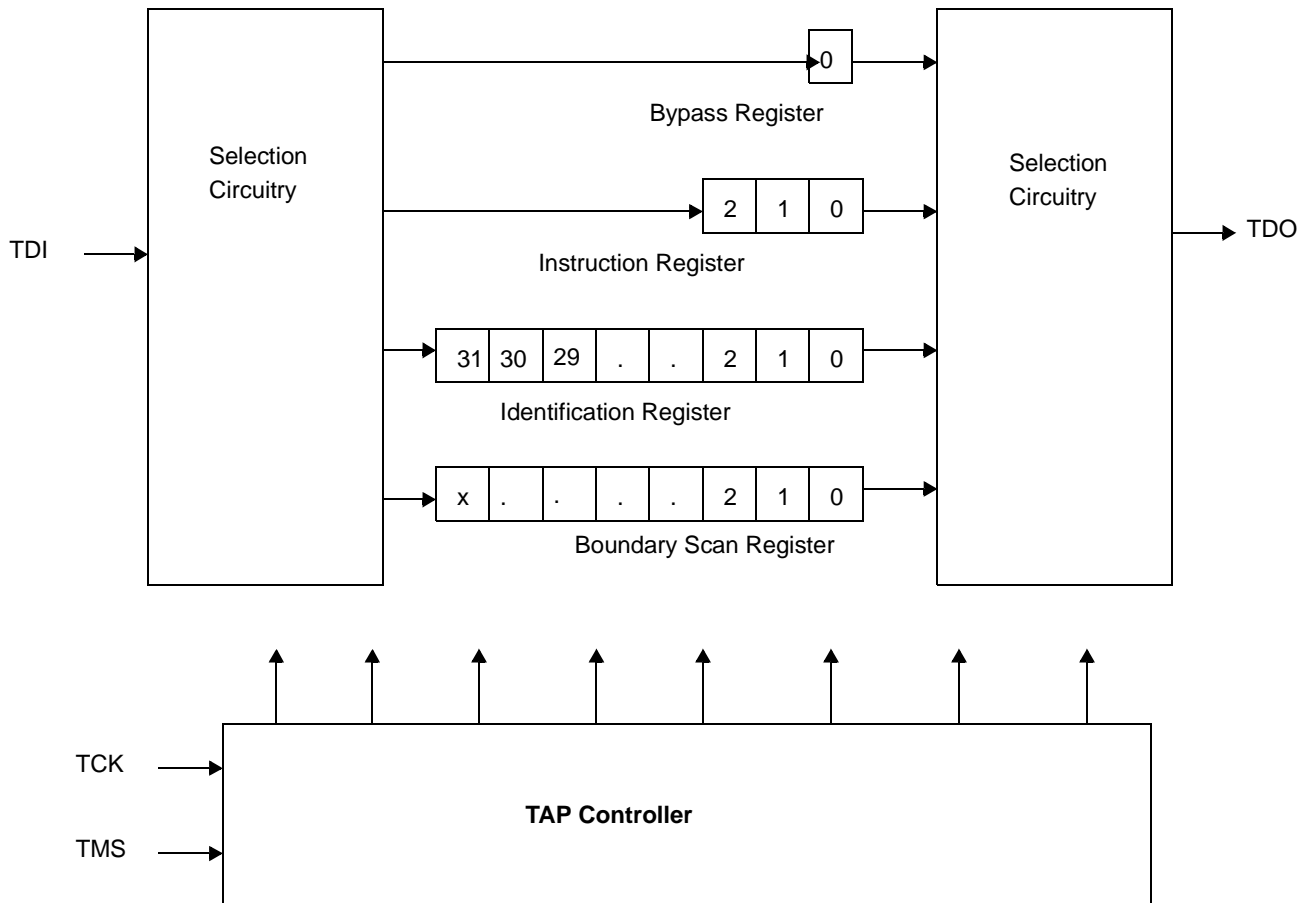 0
Bypass Register
Selection
Circuitry
Selection
Circuitry
2 1 0
TDI
TDO
Instruction Register
31 30 29 . . 2 1 0
Identification Register
x . . . . 2 1 0
Boundary Scan Register
TCK
TAP Controller
TMS